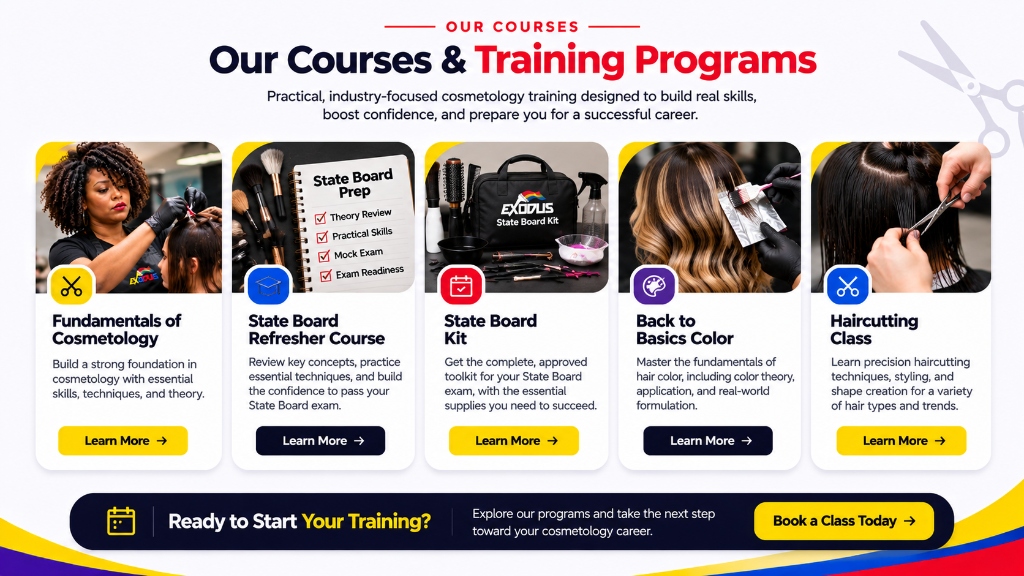 OUR COURSES
Our Courses & Training Programs
Practical, industry-focused cosmetology training designed to build real skills,
boost confidence, and prepare you for a successful career.
EXODUS
State Board
Prep
Theory Review
Practical Skills
Mock Exam
Exam Readiness
EXODUS
State Board Kit
Fundamentals of
Cosmetology
Build a strong foundation in
cosmetology with essential
skills, techniques, and theory.
Learn More →
State Board
Refresher Course
Review key concepts, practice
essential techniques, and build
the confidence to pass your
State Board exam.
Learn More →
State Board
Kit
Get the complete, approved
toolkit for your State Board
exam, with the essential
supplies you need to succeed.
Learn More →
Back to
Basics Color
Master the fundamentals of
hair color, including color theory,
application, and real-world
formulation.
Learn More →
Haircutting
Class
Learn precision haircutting
techniques, styling, and
shape creation for a variety
of hair types and trends.
Learn More →
Ready to Start Your Training?
Explore our programs and take the next step
toward your cosmetology career.
Book a Class Today →